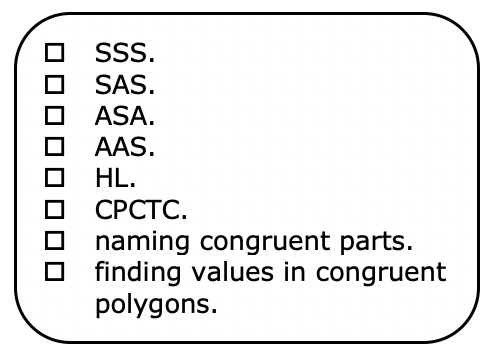 SSS.
SAS.
ASA.
AAS.
HL.
CPCTC.
naming congruent parts.
finding values in congruent
polygons.